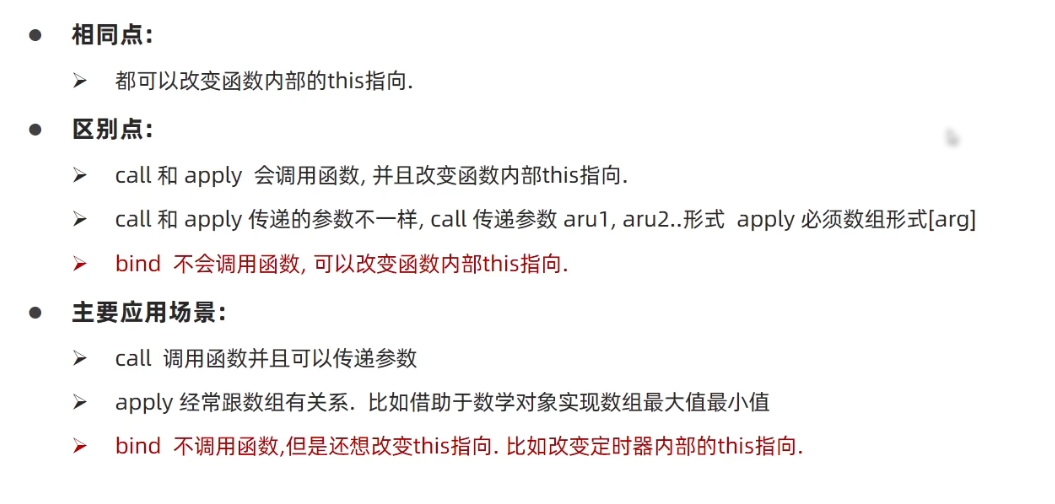 相同点:
都可以改变函数内部的this指向.
区别点:
call 和 apply 会调用函数, 并且改变函数内部this指向.
call 和 apply 传递的参数不一样, call 传递参数 aru1, aru2..形式 apply 必须数组形式[arg]
bind 不会调用函数, 可以改变函数内部this指向.
主要应用场景:
call 调用函数并且可以传递参数
apply 经常跟数组有关系. 比如借助于数学对象实现数组最大值最小值
bind 不调用函数,但是还想改变this指向. 比如改变定时器内部的this指向.